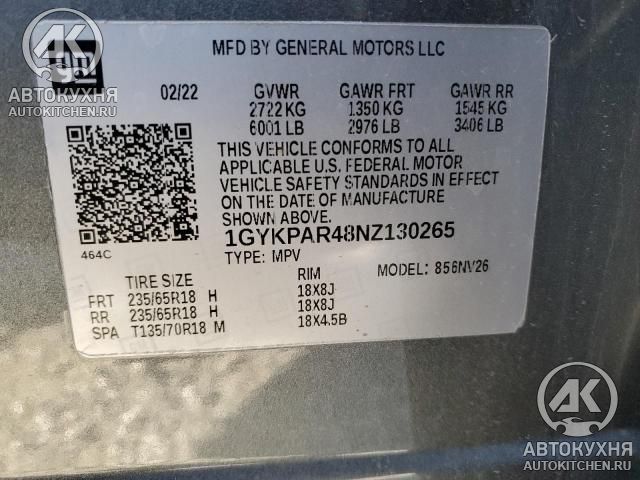 gm
MFD BY GENERAL MOTORS LLC
02/22 GVWR GAWR FRT GAWR RR
2722 KG 1350 KG 1545 KG
6001 LB 2976 LB 3406 LB
THIS VEHICLE CONFORMS TO ALL
APPLICABLE U.S. FEDERAL MOTOR
VEHICLE SAFETY STANDARDS IN EFFECT
ON THE DATE OF MANUFACTURE
SHOWN ABOVE.
1GYKPAR48NZ130265
464C
TYPE: MPV
MODEL: 856NV26
TIRE SIZE RIM
FRT 235/65R18 H 18X8J
RR 235/65R18 H 18X8J
SPA T135/70R18 M 18X4.5B
АК
АВТОКУХНЯ
AUTOKITCHEN.RU
АК
АВТОКУХНЯ
AUTOKITCHEN.RU